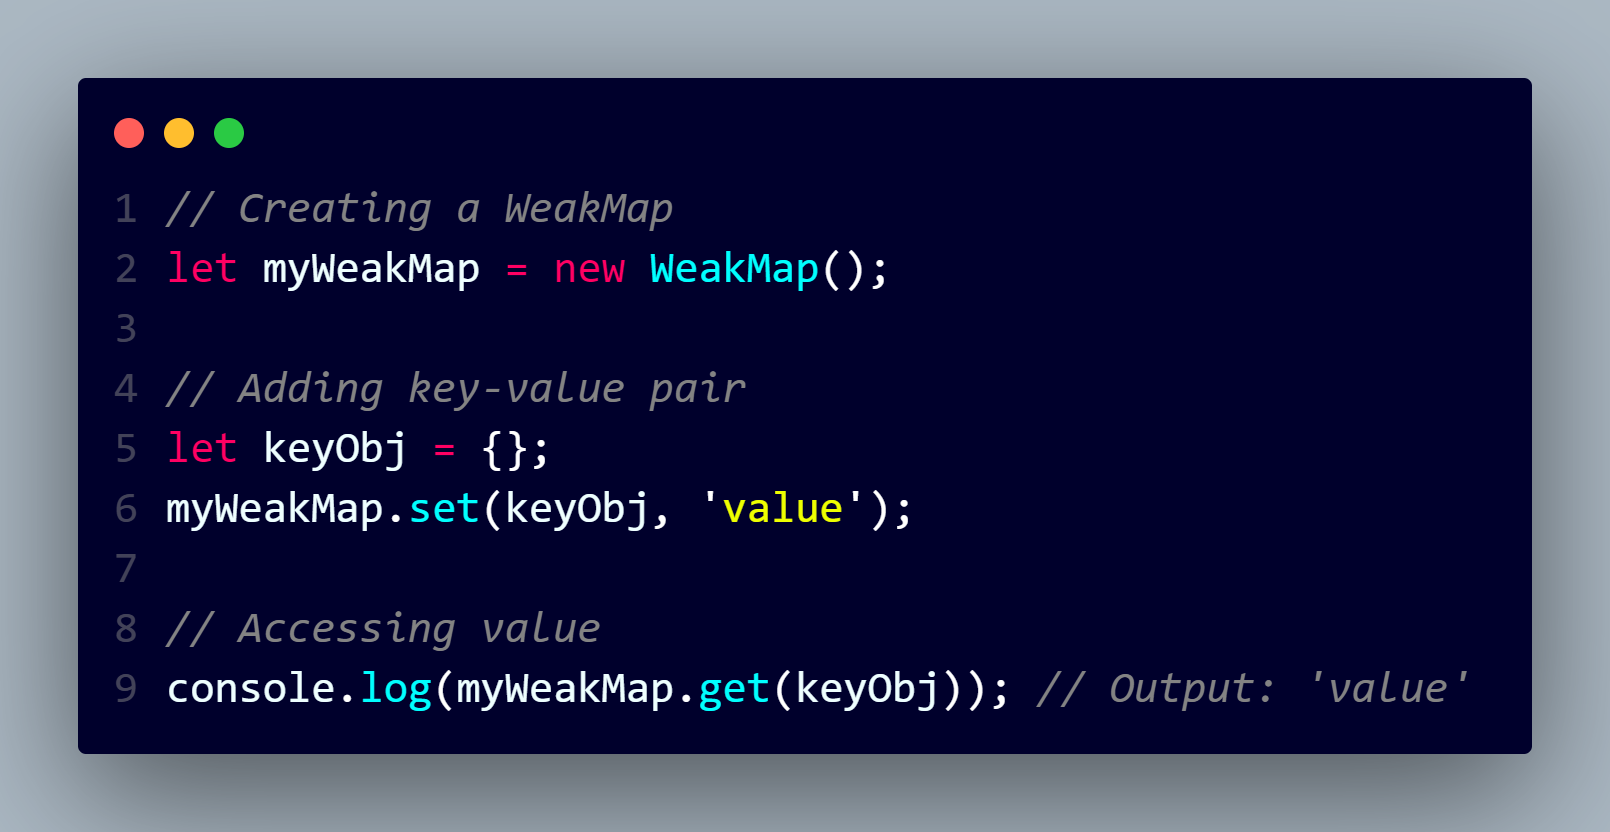 1 // Creating a WeakMap
2 let myWeakMap = new WeakMap();
3
4 // Adding key-value pair
5 let keyObj = {};
6 myWeakMap.set(keyObj, 'value');
7
8 // Accessing value
9 console.log(myWeakMap.get(keyObj)); // Output: 'value'